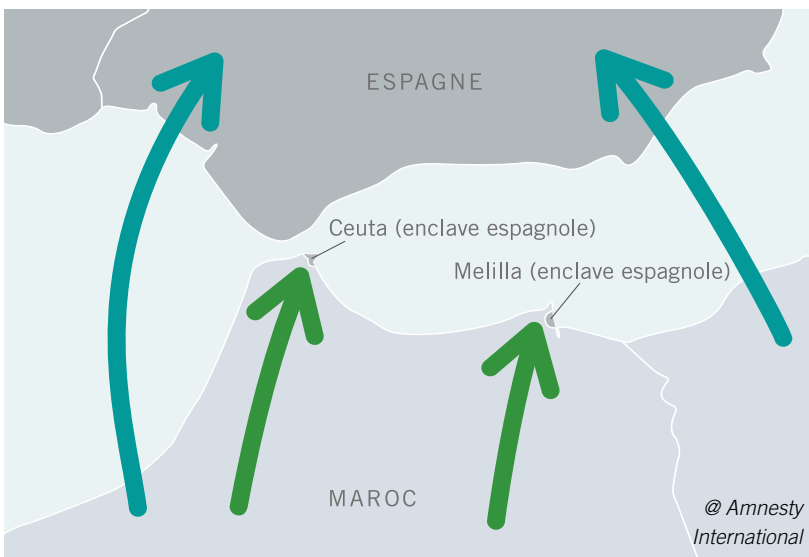 ESPAGNE
Ceuta (enclave espagnole)
Melilla (enclave espagnole)
MAROC
@ Amnesty
International